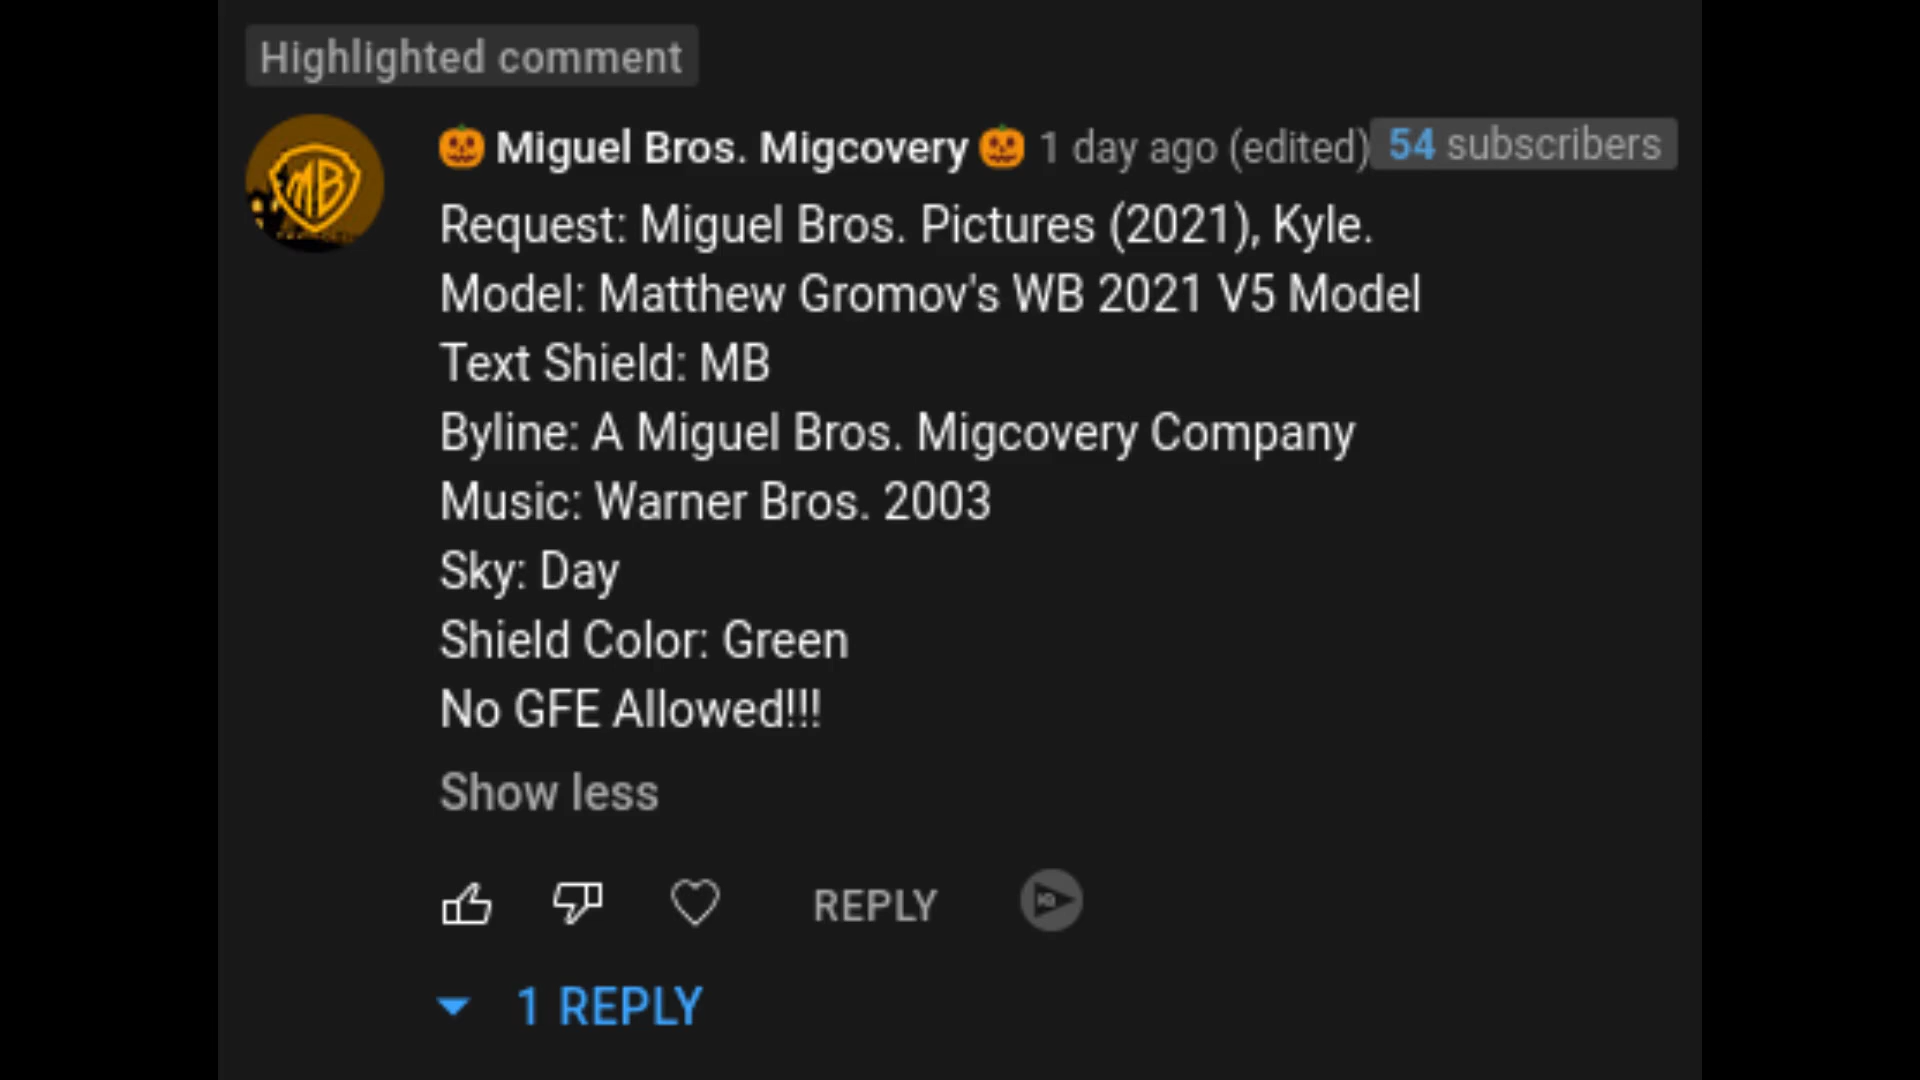 Highlighted comment
MB
🎃 Miguel Bros. Migcovery 🎃 1 day ago (edited) 54 subscribers
Request: Miguel Bros. Pictures (2021), Kyle.
Model: Matthew Gromov's WB 2021 V5 Model
Text Shield: MB
Byline: A Miguel Bros. Migcovery Company
Music: Warner Bros. 2003
Sky: Day
Shield Color: Green
No GFE Allowed!!!
Show less
REPLY
1 REPLY